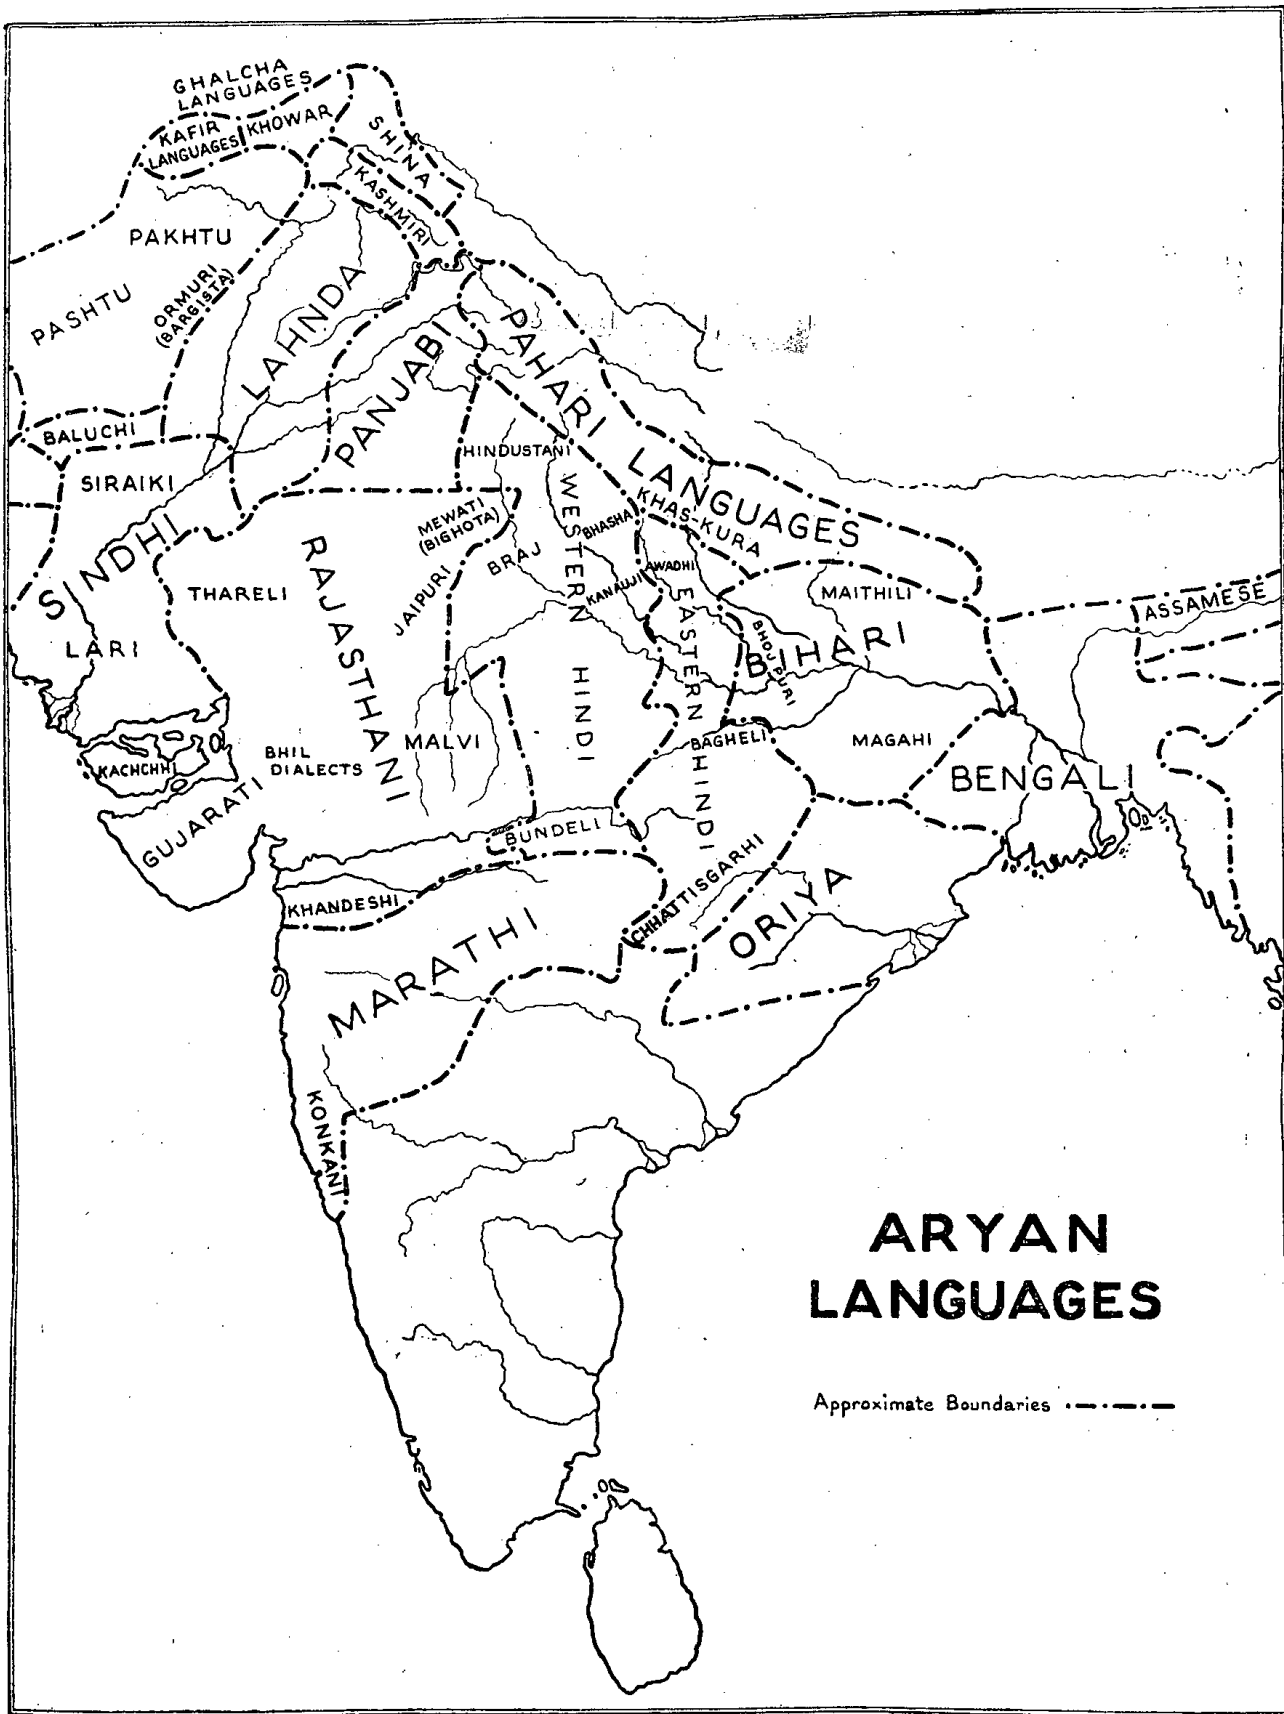 GHALCHA
LANGUAGES
KAFIR
LANGUAGES
KHOWAR
SHINA
KASHMIRI
PAKHTU
PASHTU
ORMURI
(BARGISTA)
LAHNDA
PANJABI
PAHARI LANGUAGES
BALUCHI
SIRAIKI
SINDHI
HINDUSTANI
WESTERN HINDI
KHAS-KURA
MEWATI
(BIGHOTA)
BHASHA
BRAJ
JAIPURI
RAJASTHANI
THARELI
LARI
KANAUJI
AWADHI
EASTERN HINDI
MAITHILI
BHOJPURI
BIHARI
ASSAMESE
KACHCHHI
GUJARATI
BHIL
DIALECTS
MALVI
BAGHELI
MAGAHI
BENGALI
BUNDELI
CHHATTISGARHI
ORIYA
KHANDESHI
MARATHI
KONKANI
ARYAN
LANGUAGES
Approximate Boundaries